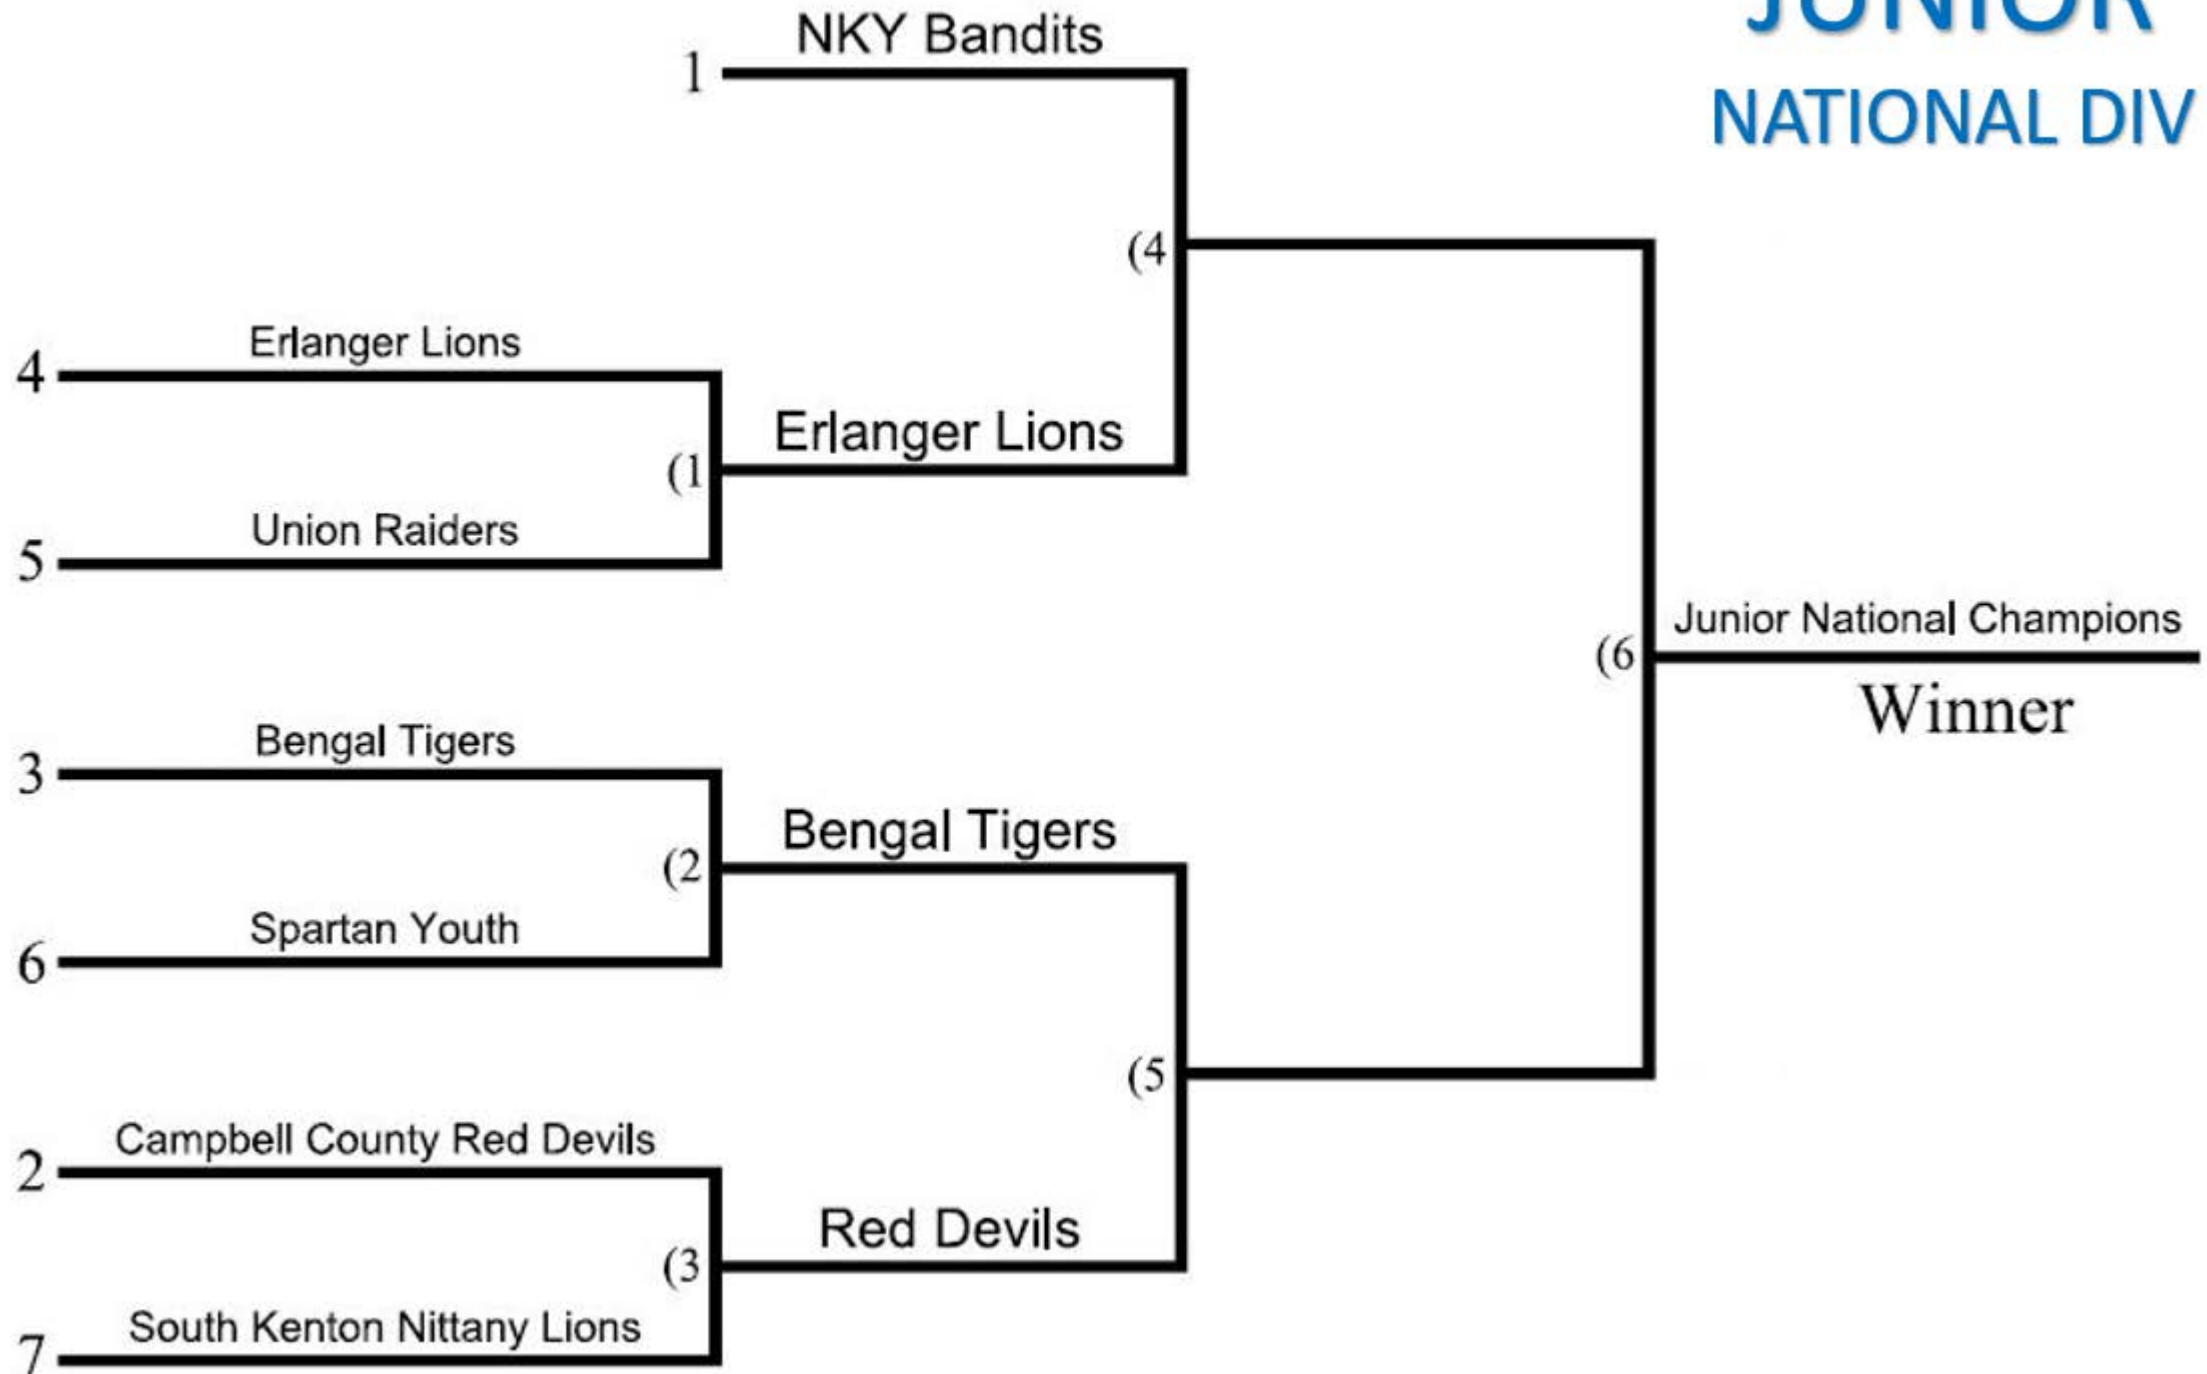 JUNIOR
NATIONAL DIV
NKY Bandits
1
(4
Erlanger Lions
4
Erlanger Lions
(1
Union Raiders
5
Junior National Champions
(6
Winner
Bengal Tigers
3
Bengal Tigers
(2
Spartan Youth
6
(5
Campbell County Red Devils
2
Red Devils
(3
South Kenton Nittany Lions
7